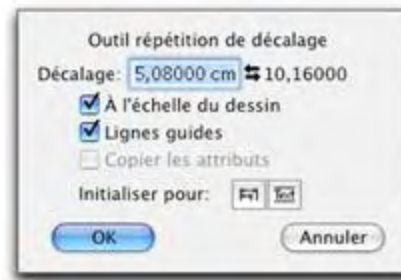 Outil répétition de décalage
Décalage: 5,08000 cm 10,16000
À l'échelle du dessin
Lignes guides
Copier les attributs
Initialiser pour:
OK Annuler